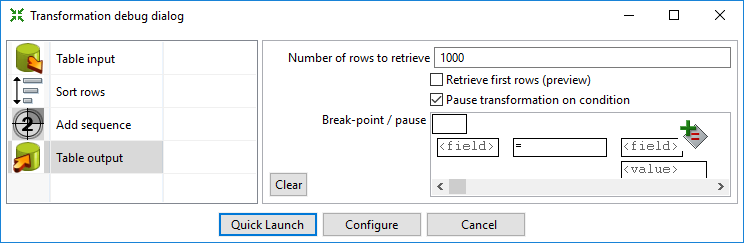 Transformation debug dialog
Table input
Sort rows
Add sequence
2
Table output
Number of rows to retrieve 1000
Retrieve first rows (preview)
Pause transformation on condition
Break-point / pause
<field> = <field>
<value>
Clear
Quick Launch Configure Cancel